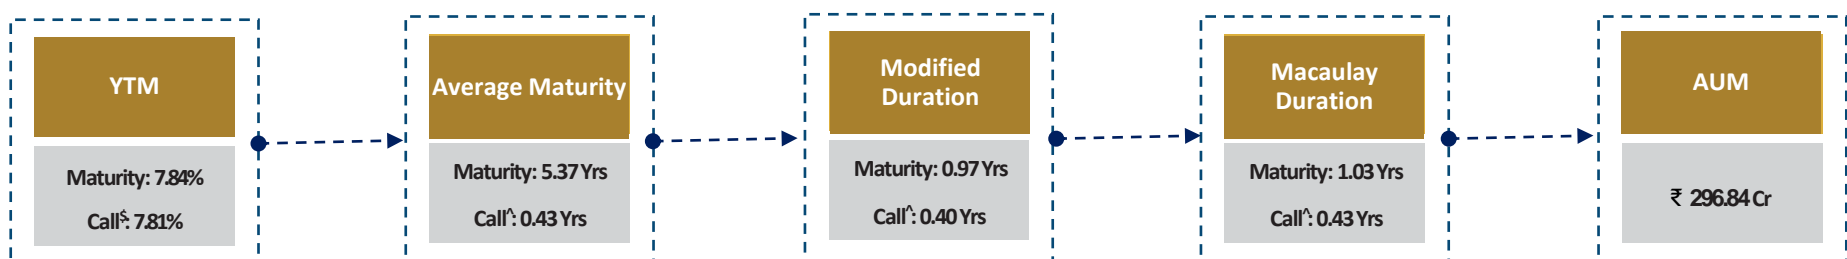 YTM
Maturity: 7.84%
Call$: 7.81%
Average Maturity
Maturity: 5.37 Yrs
Call^: 0.43 Yrs
Modified
Duration
Maturity: 0.97 Yrs
Call^: 0.40 Yrs
Macaulay
Duration
Maturity: 1.03 Yrs
Call^: 0.43 Yrs
AUM
₹ 296.84 Cr